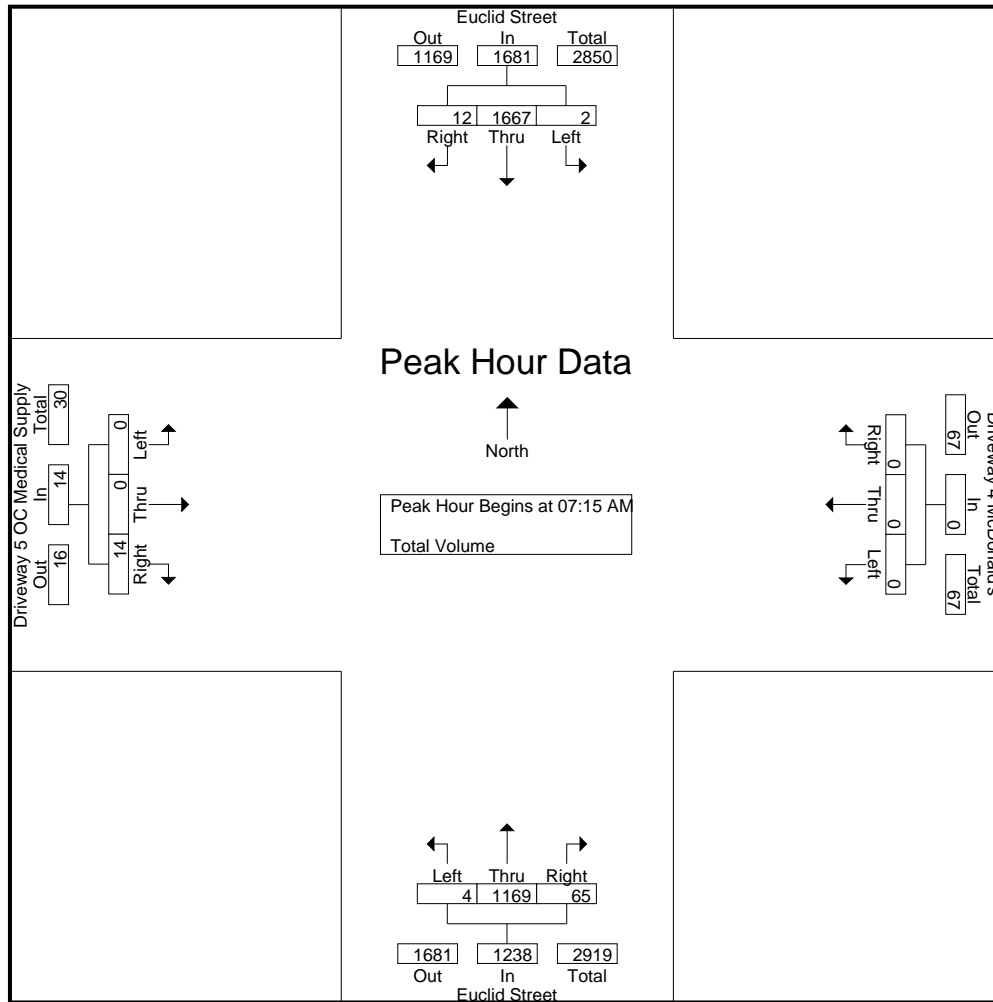 Euclid Street
Out In Total
1169 1681 2850
12 1667 2
Right Thru Left
Peak Hour Data
North
Peak Hour Begins at 07:15 AM
Total Volume
Driveway 5 OC Medical Supply
Total In Out
30 14 16
0 0 14
Left Thru Right
Driveway 4 McDonald's
Out In Total
67 0 67
0 0 0
Right Thru Left
Left Thru Right
4 1169 65
1681 1238 2919
Out In Total
Euclid Street